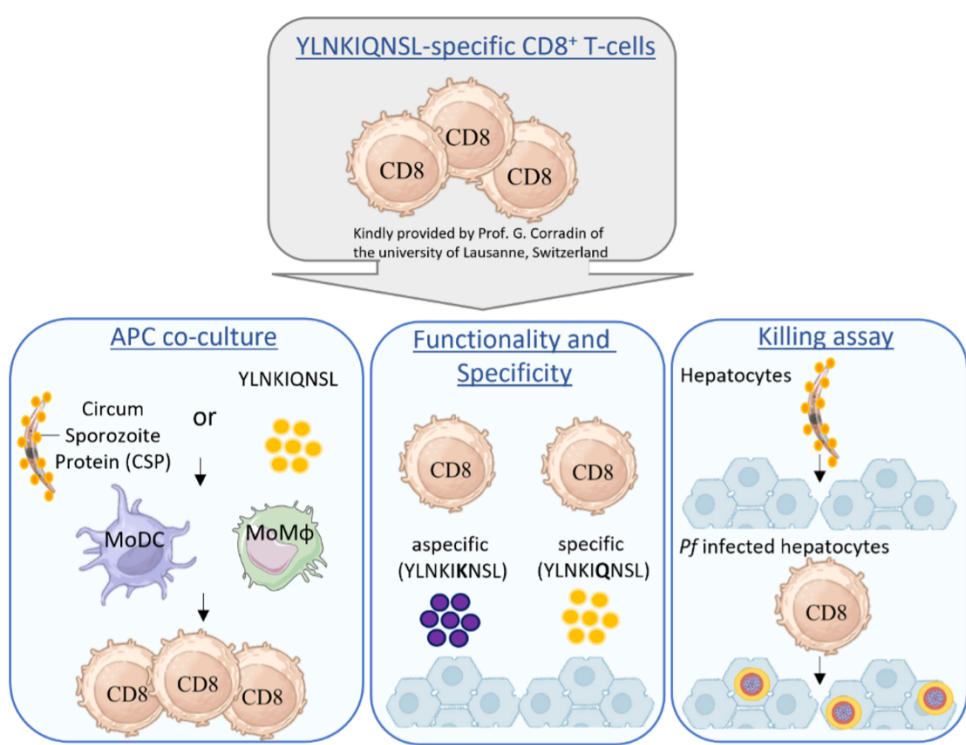 YLNKIQNSL-specific CD8⁺ T-cells
CD8
CD8
CD8
Kindly provided by Prof. G. Corradin of
the university of Lausanne, Switzerland
APC co-culture
YLNKIQNSL
Circum
Sporozoite
Protein (CSP)
or
MoDC
MoMϕ
CD8
CD8
CD8
Functionality and
Specificity
CD8
CD8
aspecific
(YLNKIKNSL)
specific
(YLNKIQNSL)
Killing assay
Hepatocytes
Pf infected hepatocytes
CD8